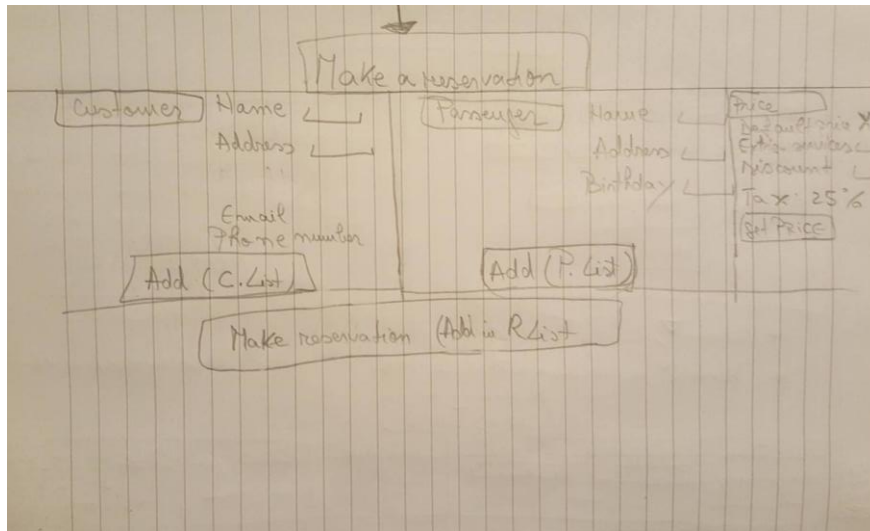 Make a reservation
Customer
Name
Address
Email
Phone number
Add (C.List)
Passenger
Name
Address
Birthday
Add (P. List)
Price
Discount
Tax 25%
get PRICE
Make reservation (Add in R List